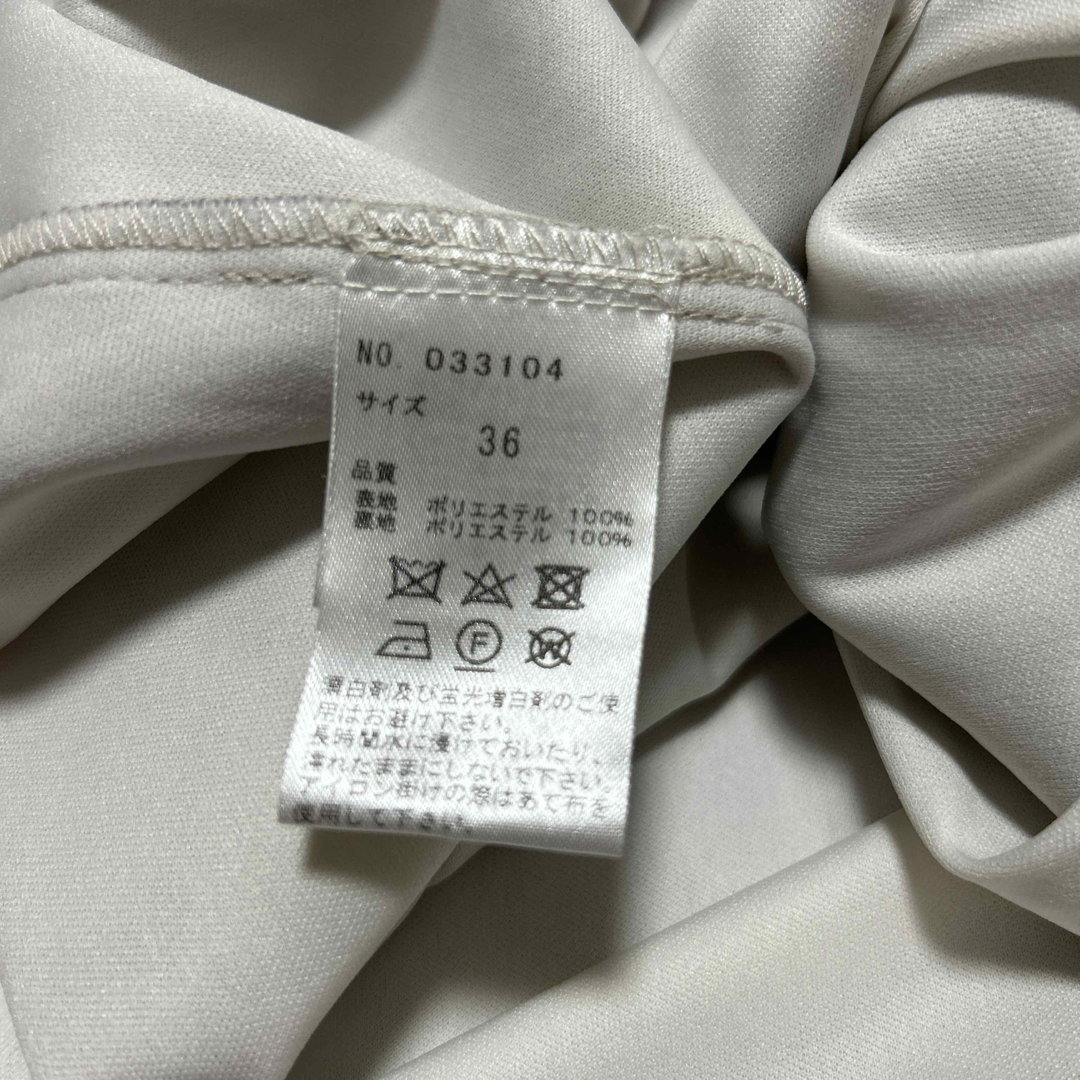 NO. 033104
サイズ
36
品質
表地 ポリエステル 100%
裏地 ポリエステル 100%
F
W
漂白剤及び蛍光増白剤のご使
用はお避け下さい。
長時間水に浸けておいたり、
濡れたままにしないで下さい。
アイロン掛けの際はあて布を
使用して下さい。